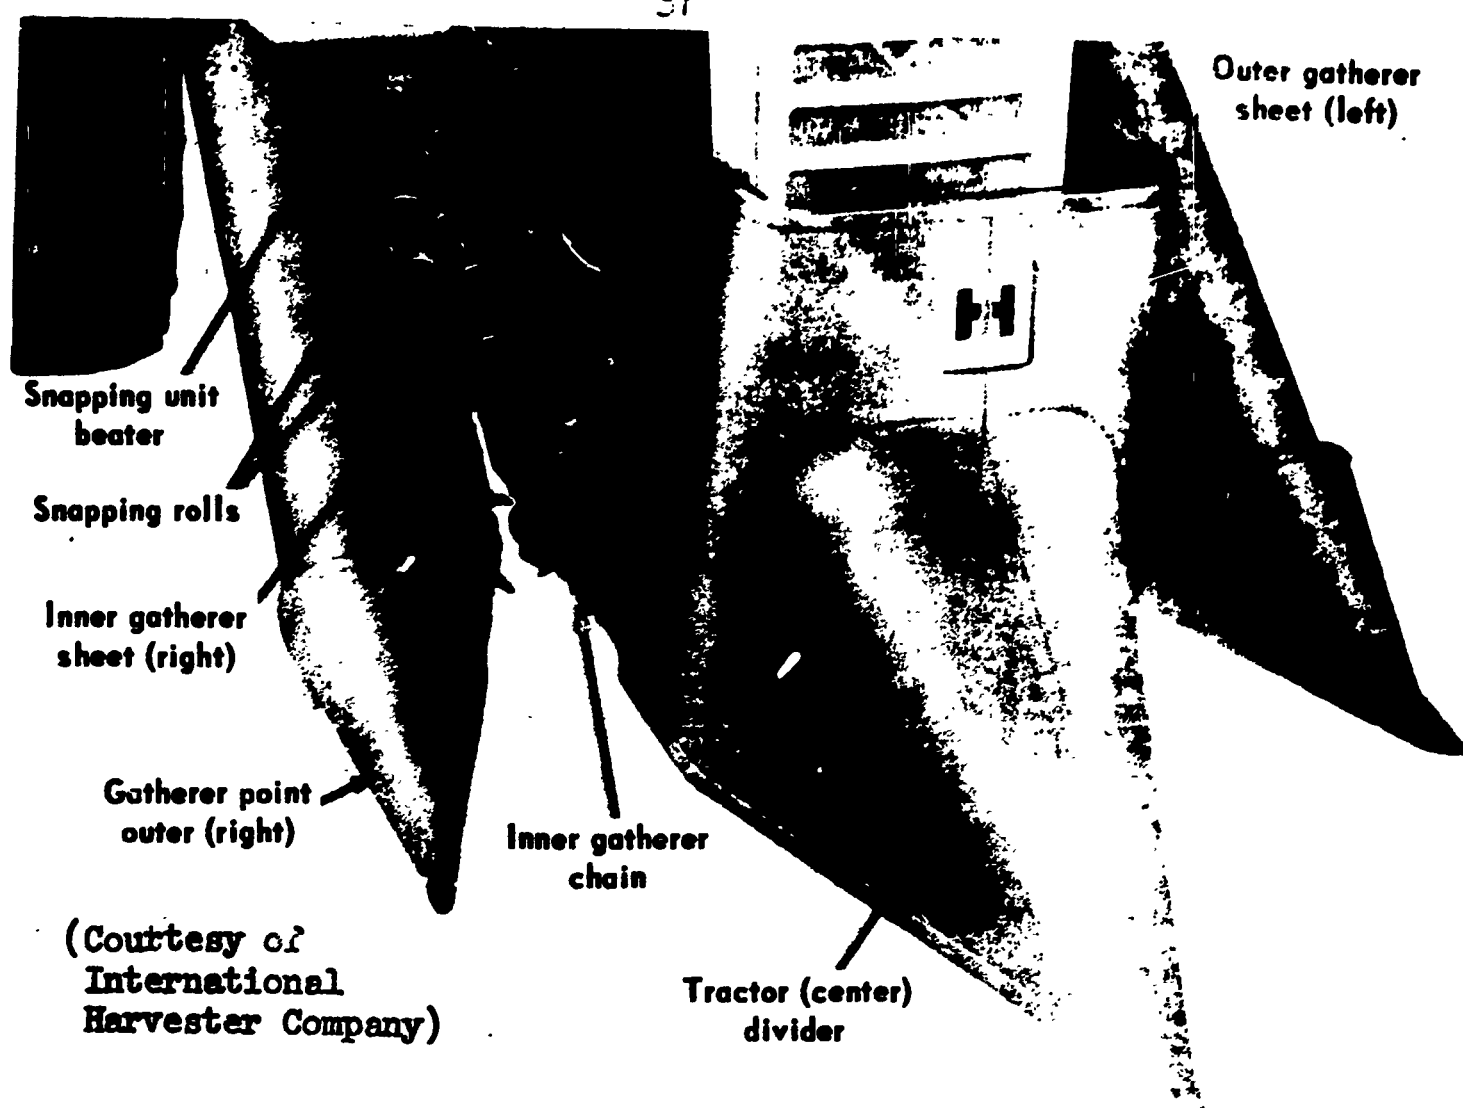 Outer gatherer
sheet (left)
Snapping unit
beater
Snapping rolls
Inner gatherer
sheet (right)
Gatherer point
outer (right)
Inner gatherer
chain
Tractor (center)
divider
(Courtesy of
International
Harvester Company)